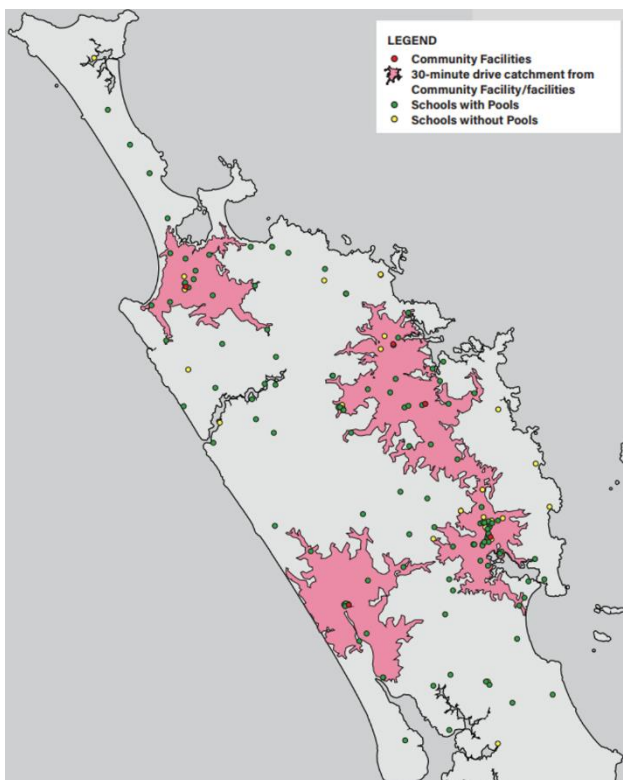 LEGEND
Community Facilities
30-minute drive catchment from
Community Facility/facilities
Schools with Pools
Schools without Pools